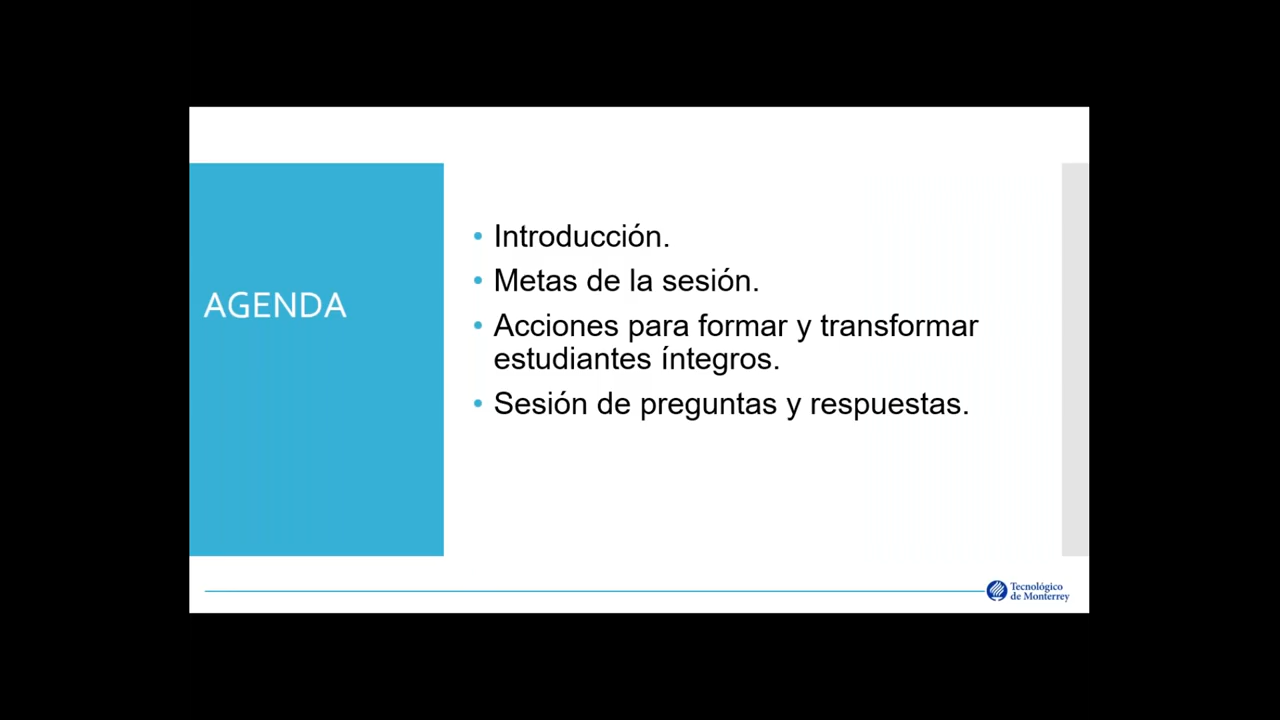 AGENDA
• Introducción.
• Metas de la sesión.
• Acciones para formar y transformar
estudiantes íntegros.
• Sesión de preguntas y respuestas.
Tecnológico
de Monterrey